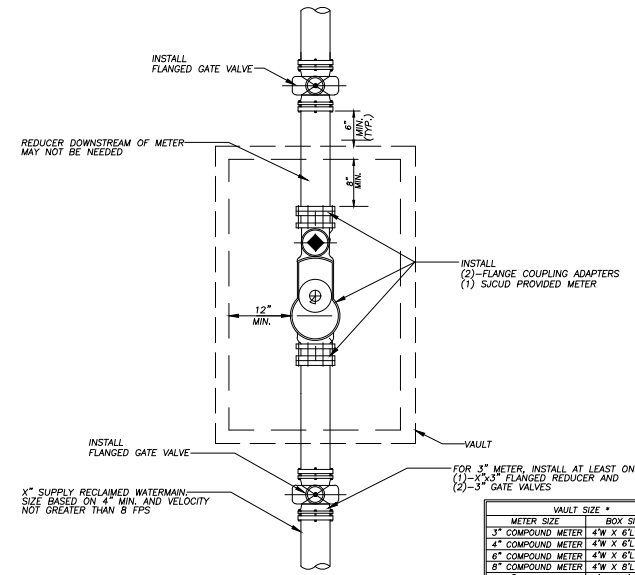 INSTALL
FLANGED GATE VALVE
6"
MIN.
(TYP.)
REDUCER DOWNSTREAM OF METER
MAY NOT BE NEEDED
8"
MIN.
INSTALL
(2)-FLANGE COUPLING ADAPTERS
(1) SJCUD PROVIDED METER
12"
MIN.
VAULT
INSTALL
FLANGED GATE VALVE
FOR 3" METER, INSTALL AT LEAST ON
(1)-X"x3" FLANGED REDUCER AND
(2)-3" GATE VALVES
X" SUPPLY RECLAIMED WATERMAIN.
SIZE BASED ON 4" MIN. AND VELOCITY
NOT GREATER THAN 8 FPS
VAULT SIZE *
METER SIZE BOX SI
3" COMPOUND METER 4'W X 6'L
4" COMPOUND METER 4'W X 6'L
6" COMPOUND METER 4'W X 6'L
8" COMPOUND METER 4'W X 8'L